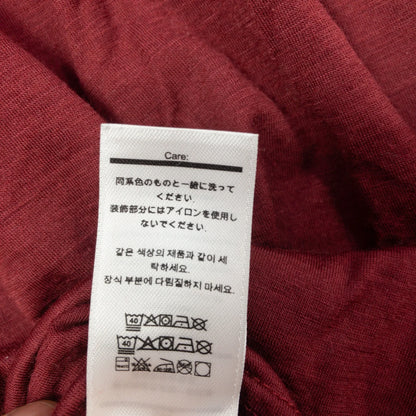 Care:
同系色のものと一緒に洗って
ください.
装飾部分にはアイロンを使用し
ないでください.
같은 색상의 제품과 같이 세
탁하세요.
장식 부분에 다림질하지 마세요.
40
40